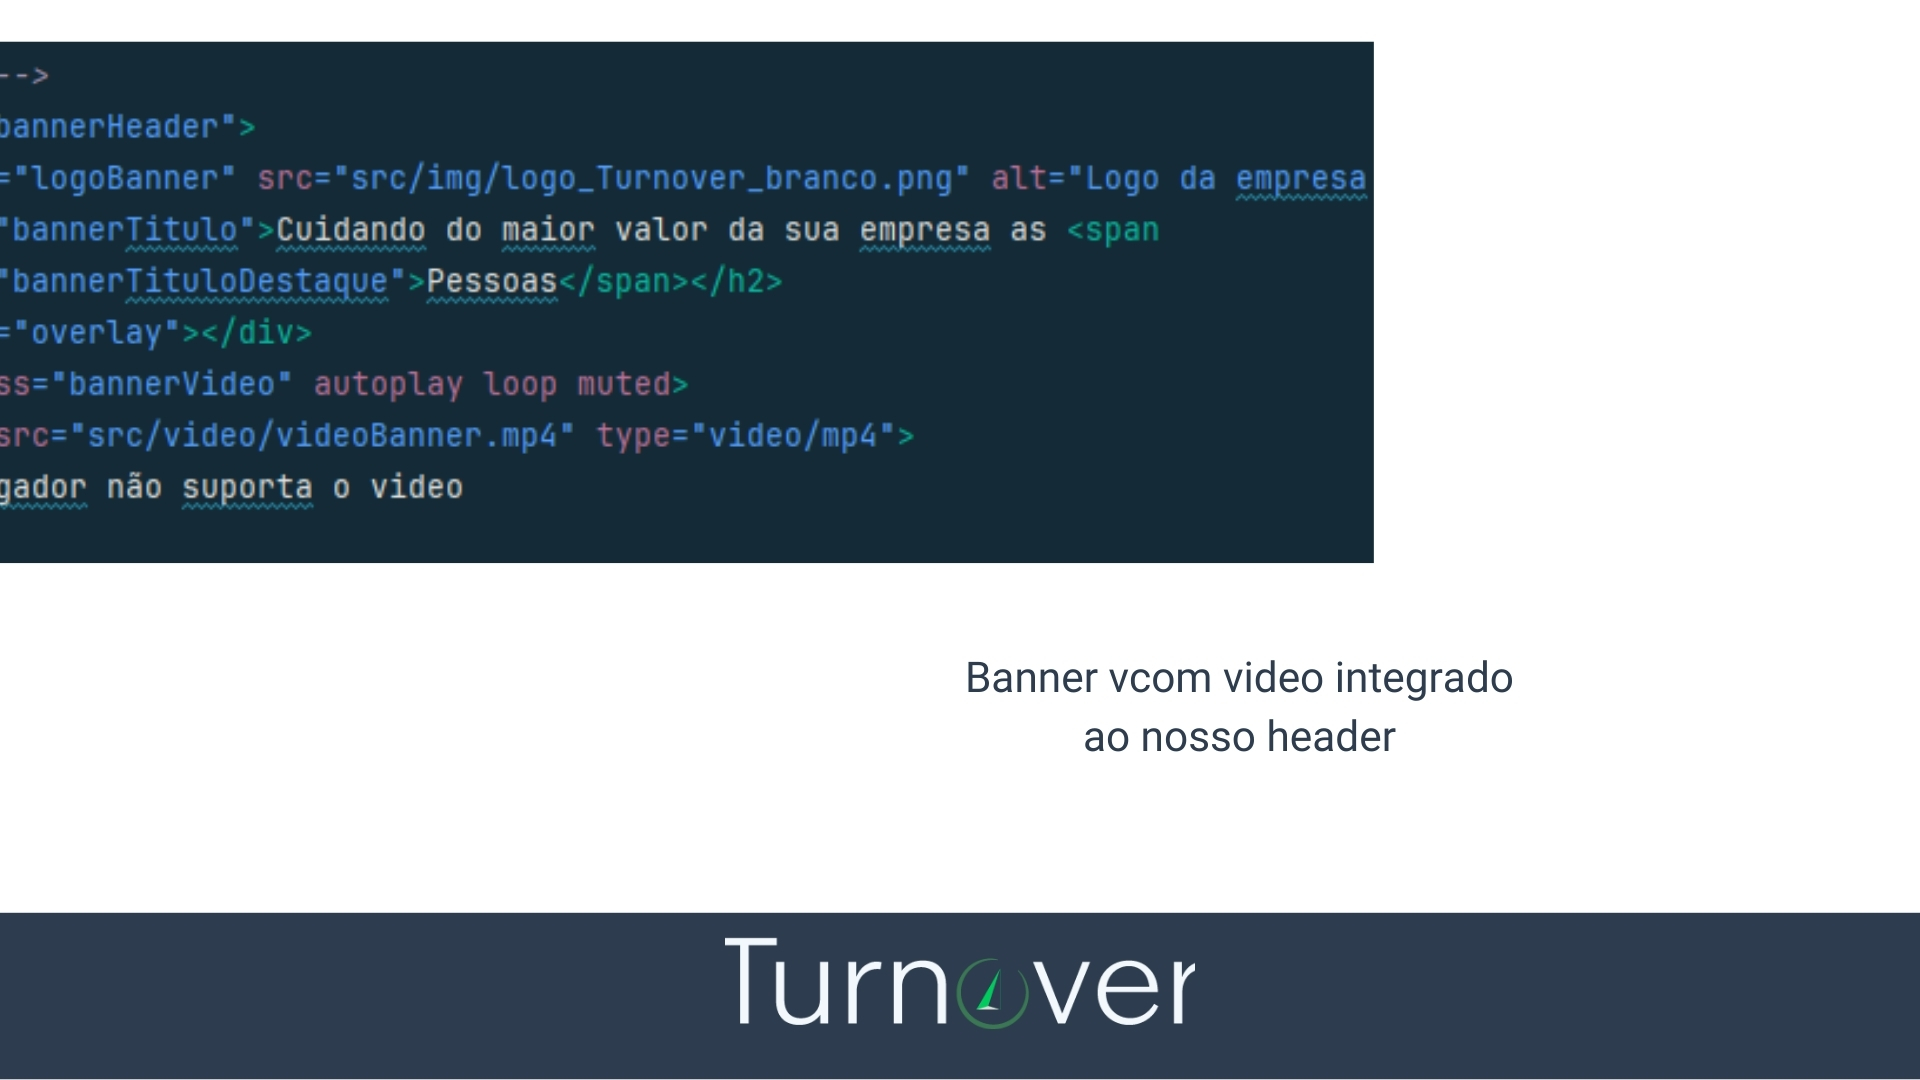 -->
bannerHeader">
="logoBanner" src="src/img/logo_Turnover_branco.png" alt="Logo da empresa
"bannerTitulo">Cuidando do maior valor da sua empresa as <span
"bannerTituloDestaque">Pessoas</span></h2>
="overlay"></div>
ss="bannerVideo" autoplay loop muted>
src="src/video/videoBanner.mp4" type="video/mp4">
gador não suporta o video
Banner vcom video integrado
ao nosso header
Turnover